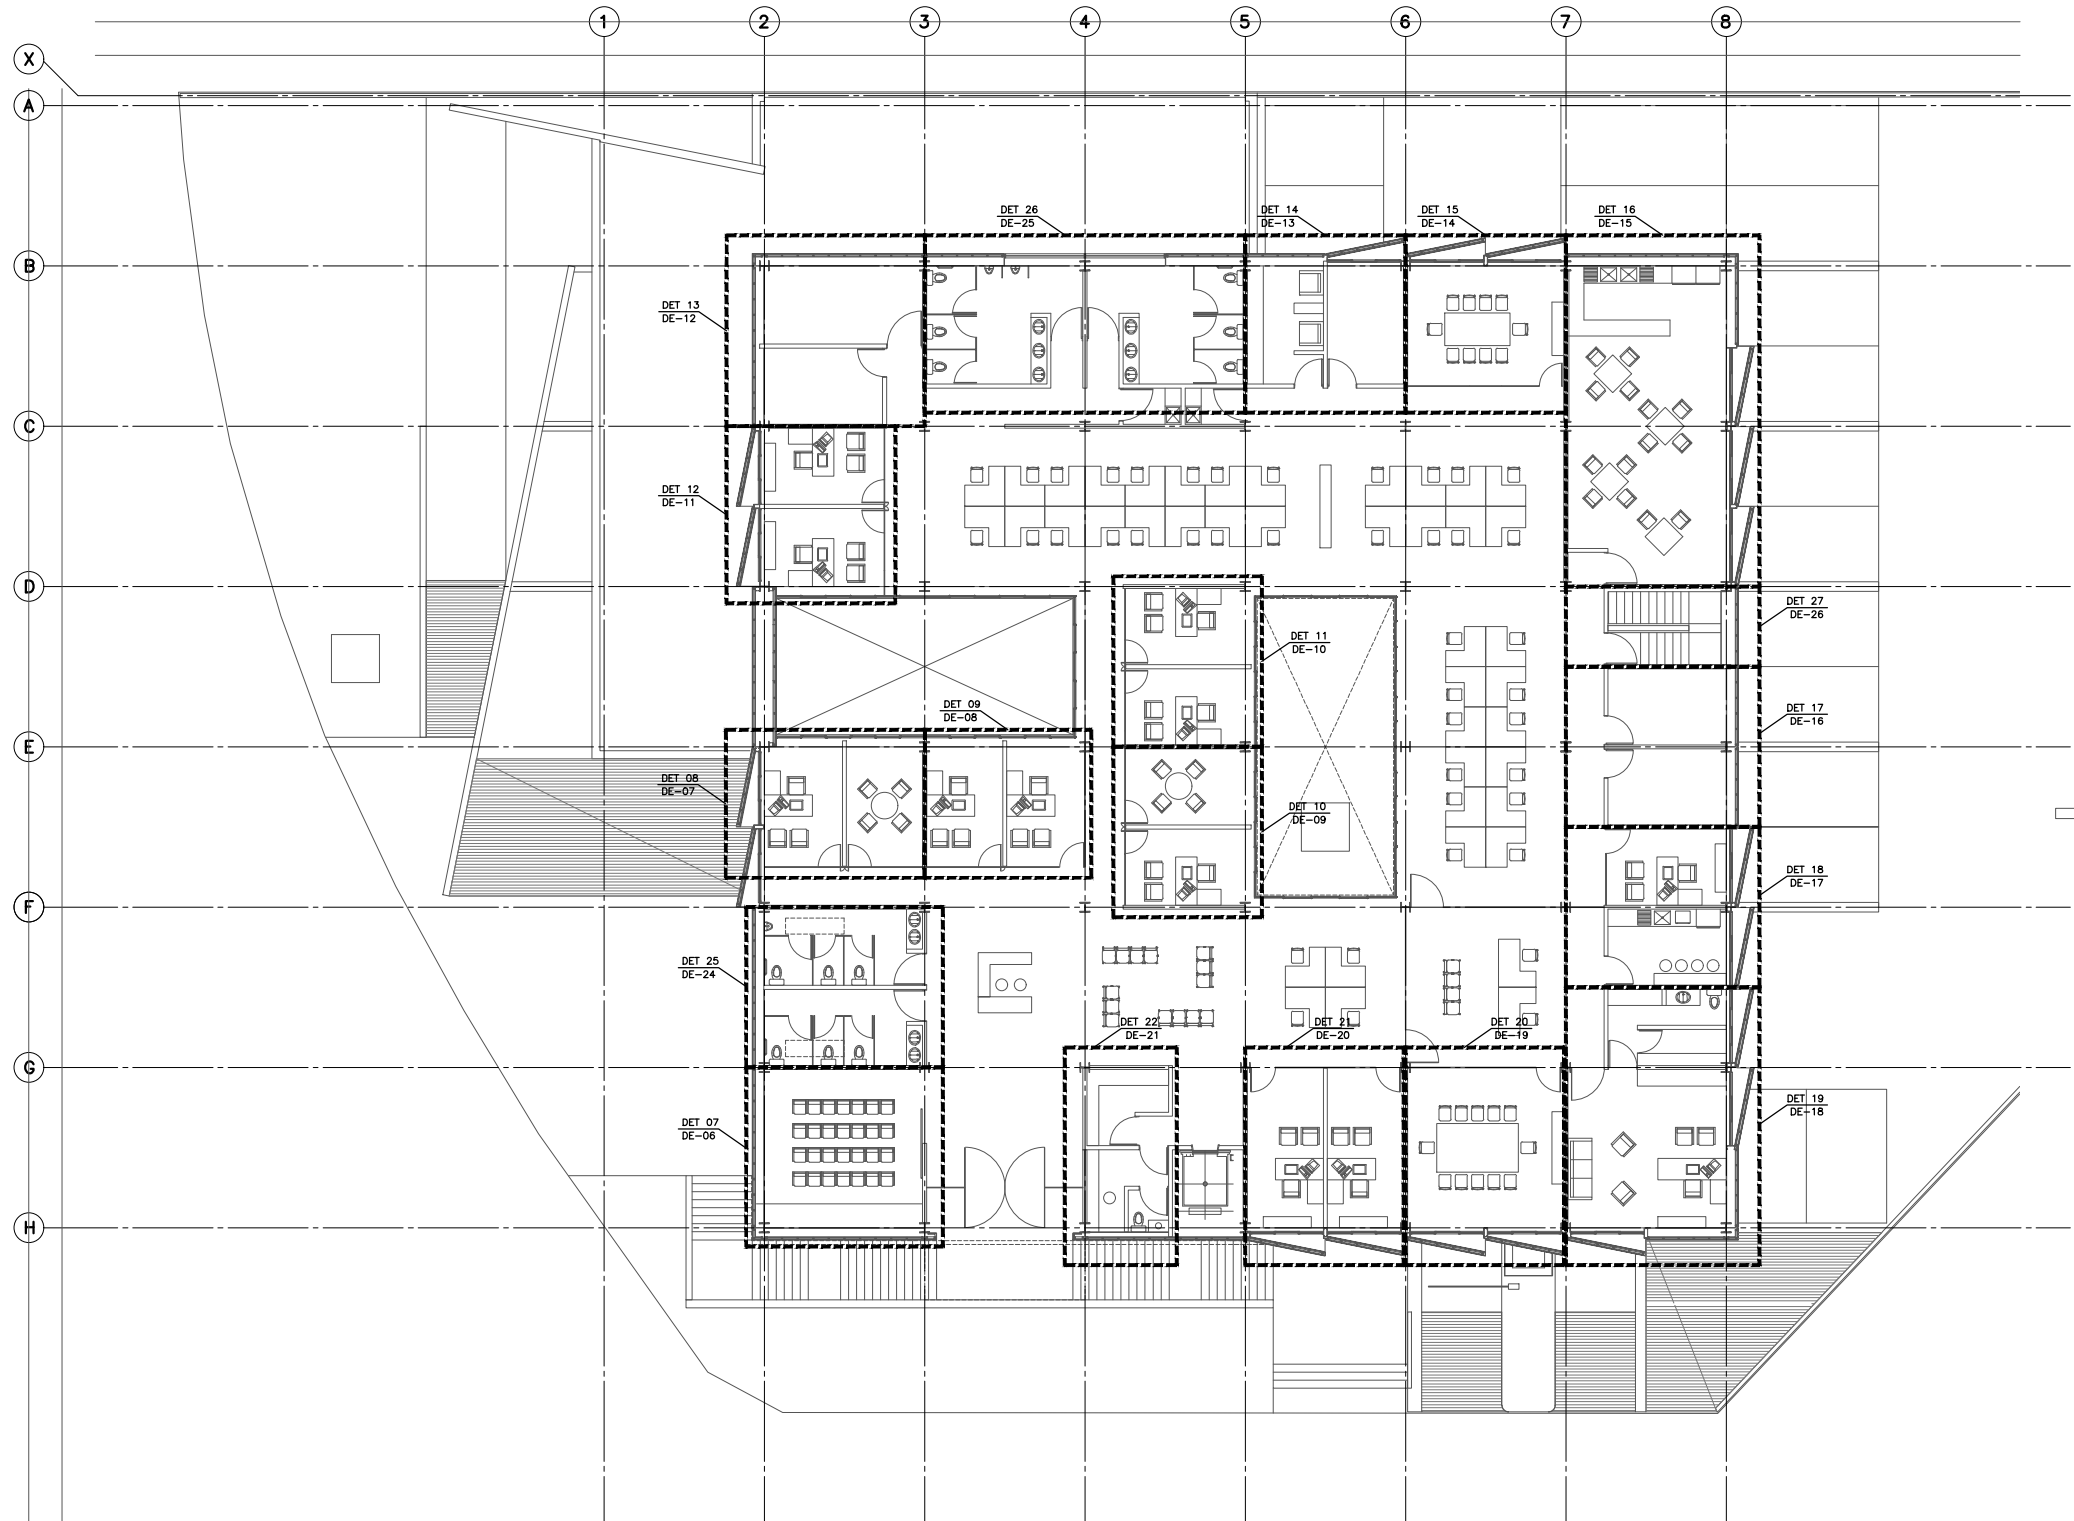 1 2 3 4 5 6 7 8
X
A
DET 26
DE-25
DET 14
DE-13
DET 15
DE-14
DET 16
DE-15
B
DET 13
DE-12
C
DET 12
DE-11
D
DET 27
DE-26
DET 11
DE-10
DET 09
DE-08
DET 17
DE-16
E
DET 08
DE-07
DET 10
DE-09
DET 18
DE-17
F
DET 25
DE-24
DET 22
DE-21
DET 21
DE-20
DET 20
DE-19
G
DET 19
DE-18
DET 07
DE-06
H